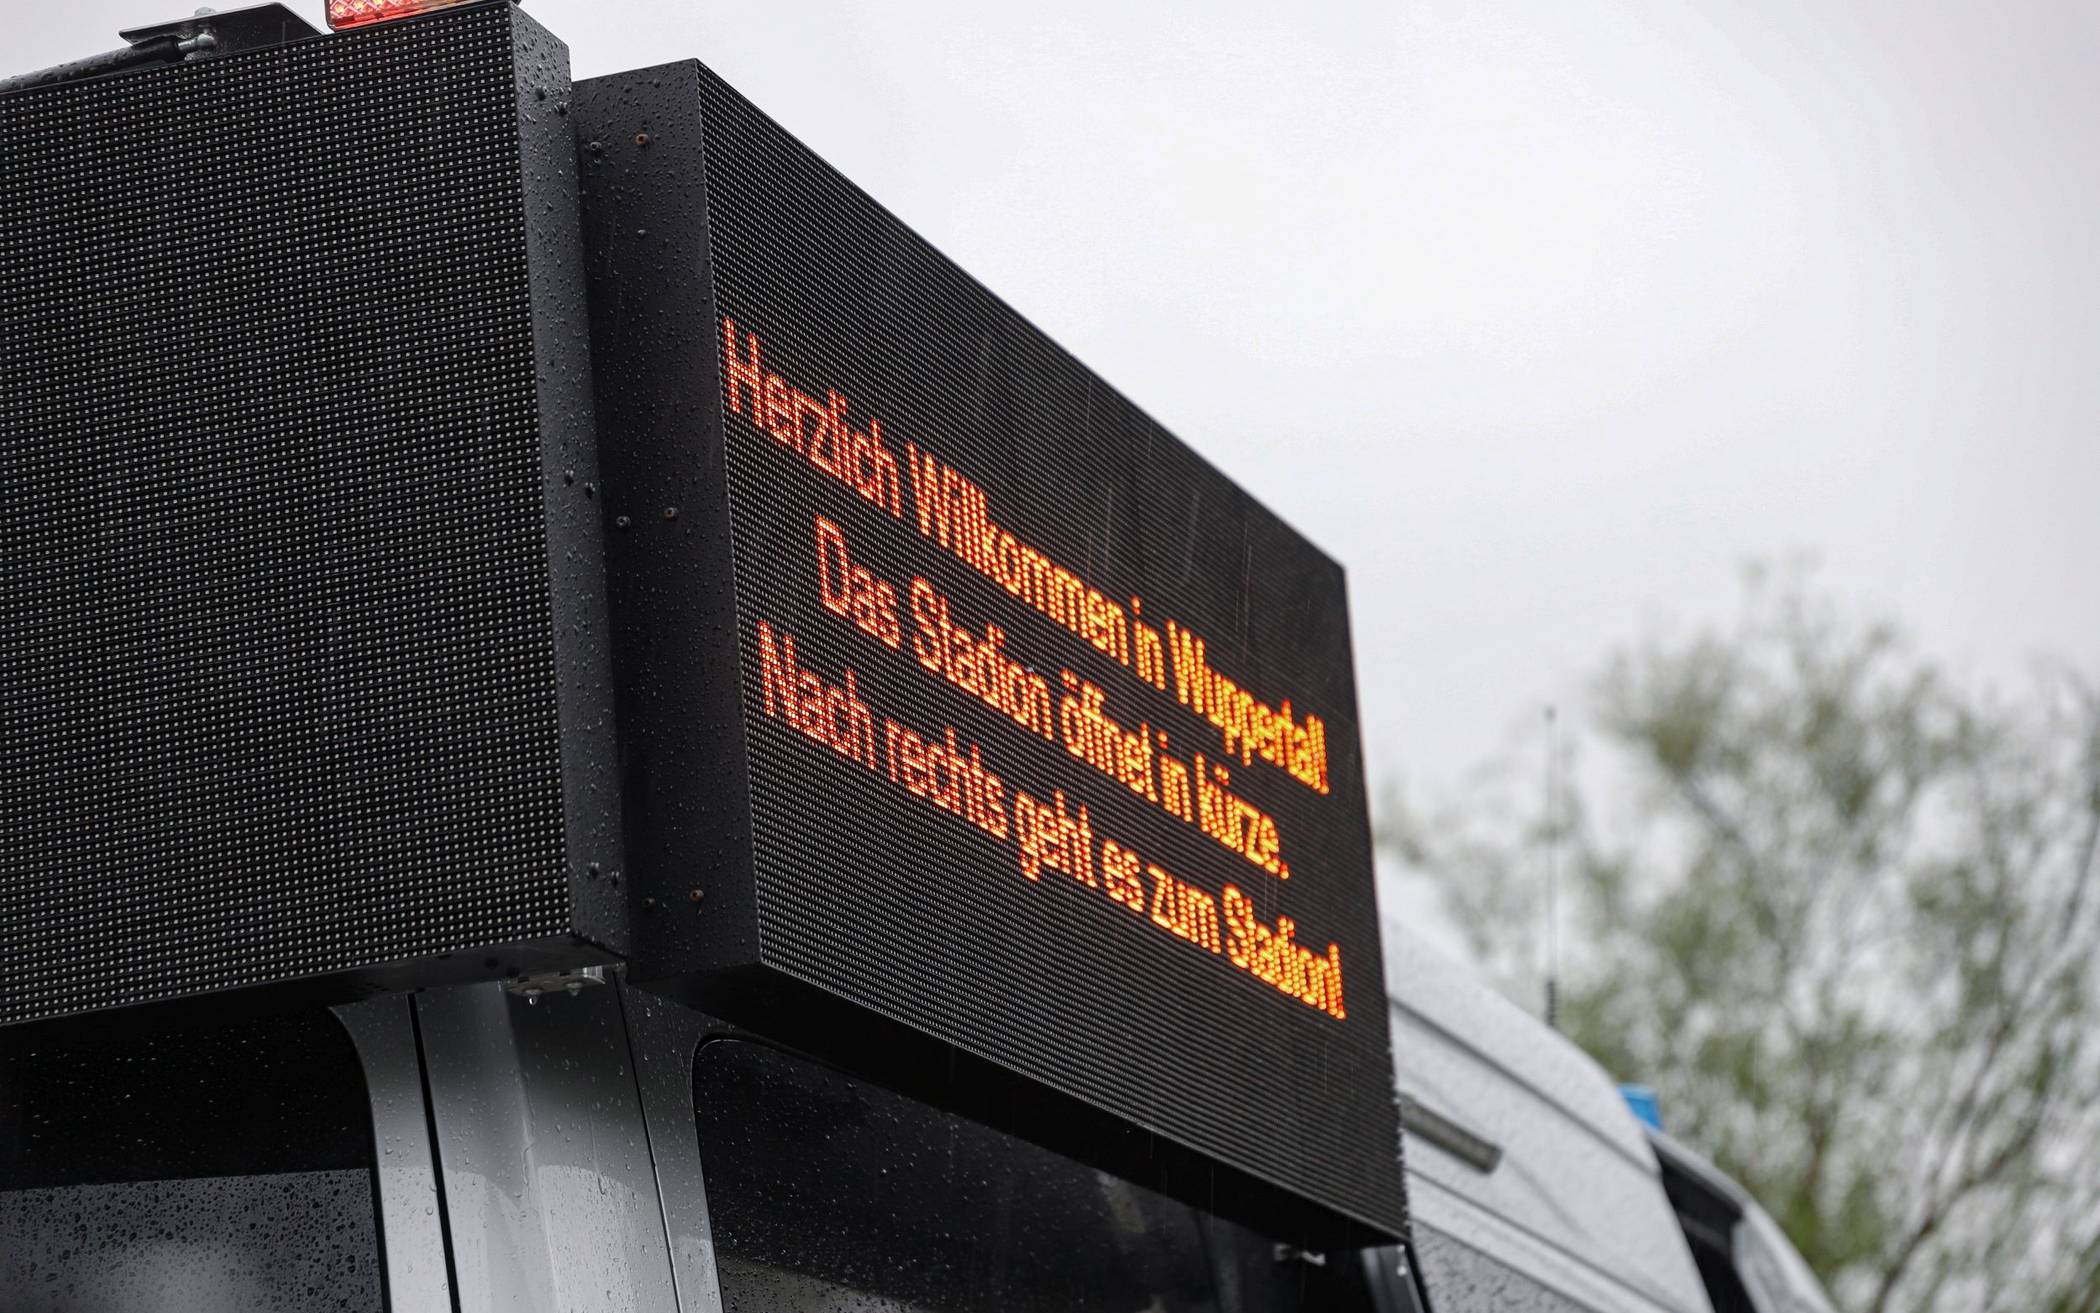 Herzlich Willkommen in Wuppertal!
Das Stadion öffnet in kürze.
Nach rechts geht es zum Stadion!